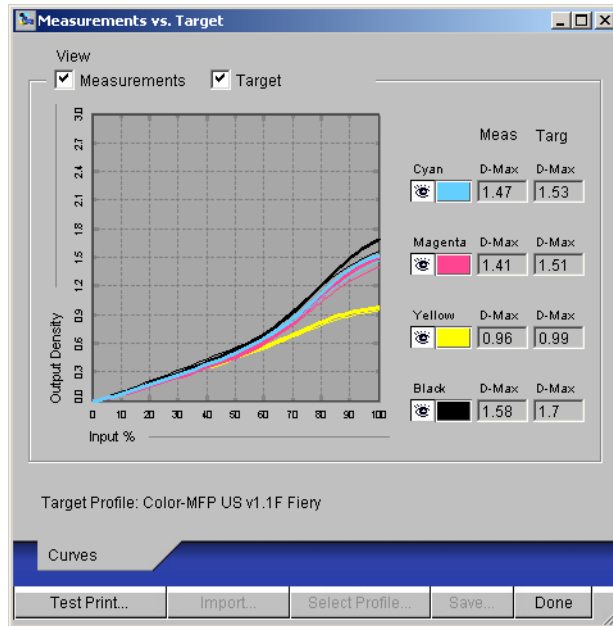 Measurements vs. Target
View
Measurements Target
3.0
2.7
2.4
2.1
1.8
1.5
1.2
0.9
0.6
0.3
0.0
Output Density
0 10 20 30 40 50 60 70 80 90 100
Input %
Meas Targ
Cyan D-Max D-Max
1.47 1.53
Magenta D-Max D-Max
1.41 1.51
Yellow D-Max D-Max
0.96 0.99
Black D-Max D-Max
1.58 1.7
Target Profile: Color-MFP US v1.1F Fiery
Curves
Test Print... Import... Select Profile... Save... Done